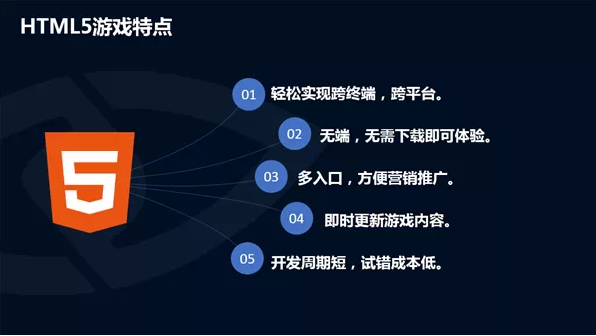 HTML5游戏特点
01 轻松实现跨终端，跨平台。
02 无端，无需下载即可体验。
03 多入口，方便营销推广。
04 即时更新游戏内容。
05 开发周期短，试错成本低。
5